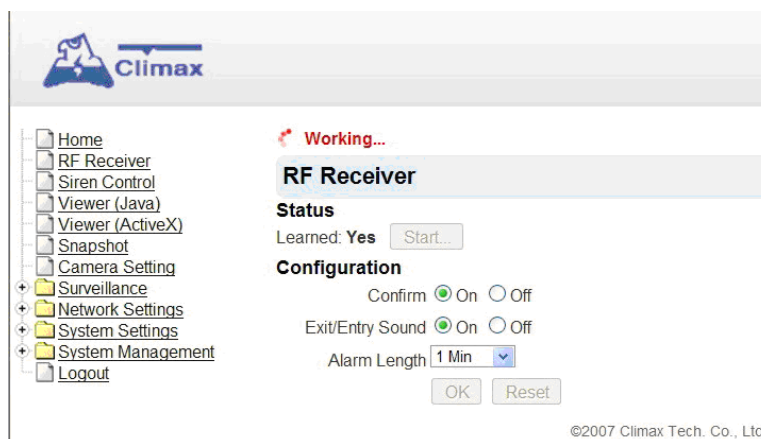 Climax
Home
RF Receiver
Siren Control
Viewer (Java)
Viewer (ActiveX)
Snapshot
Camera Setting
Surveillance
Network Settings
System Settings
System Management
Logout
Working...
RF Receiver
Status
Learned: Yes Start...
Configuration
Confirm On Off
Exit/Entry Sound On Off
Alarm Length 1 Min
OK Reset
©2007 Climax Tech. Co., Ltd